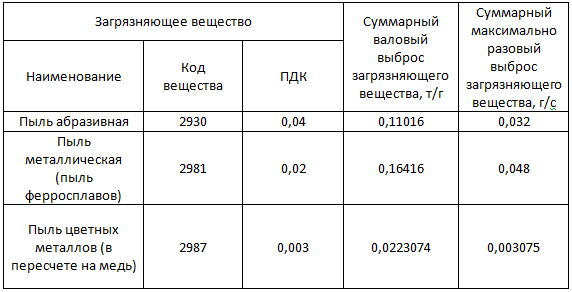 Загрязняющее вещество
Суммарный
валовый
выброс
загрязняющего
вещества, т/г
Суммарный
максимально
разовый
выброс
загрязняющего
вещества, г/с
Наименование
Код
вещества
ПДК
Пыль абразивная 2930 0,04 0,11016 0,032
Пыль
металлическая
(пыль
ферросплавов)
2981 0,02 0,16416 0,048
Пыль цветных
металлов (в
пересчете на медь)
2987 0,003 0,0223074 0,003075